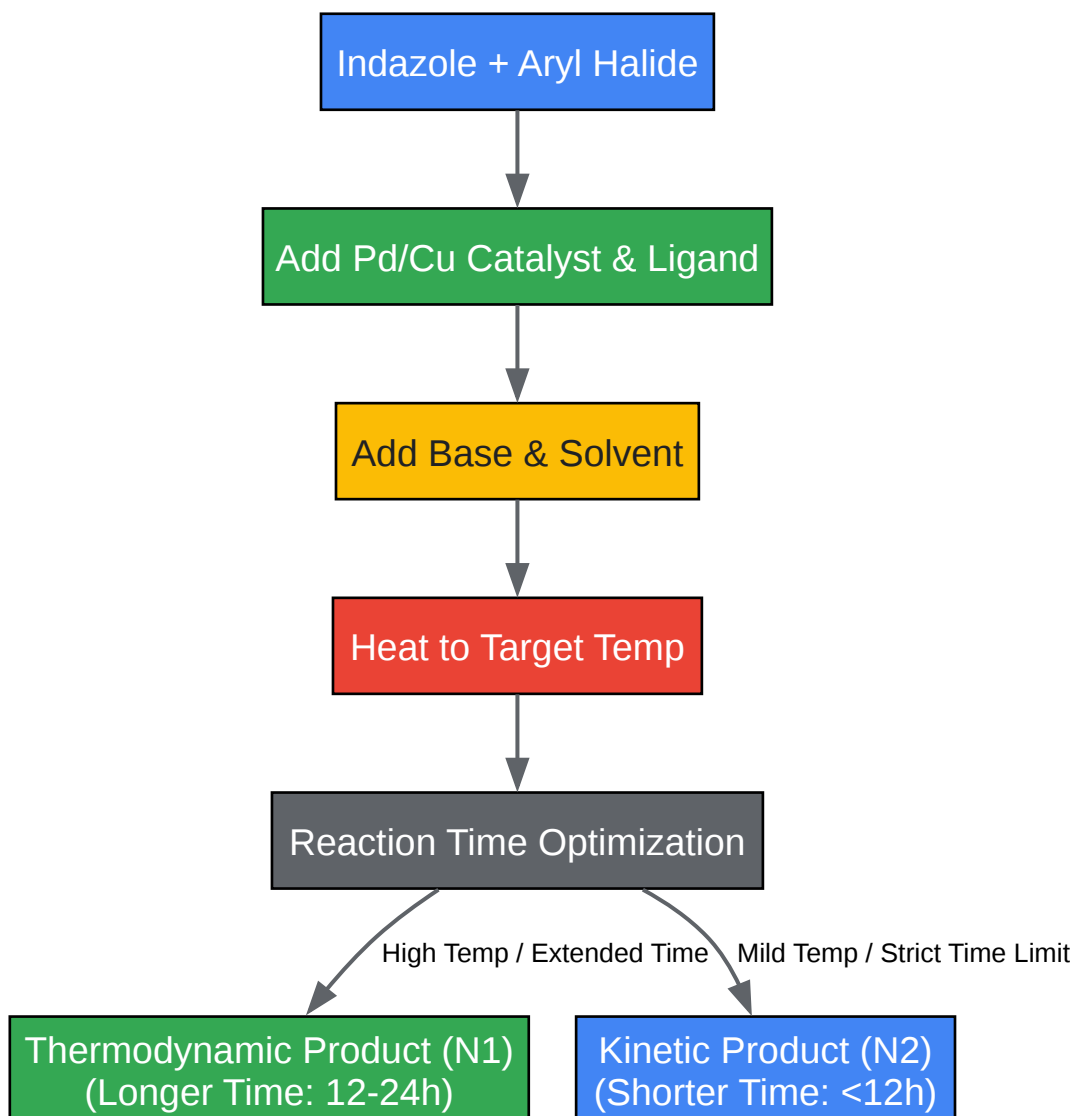 Indazole + Aryl Halide
Add Pd/Cu Catalyst & Ligand
Add Base & Solvent
Heat to Target Temp
Reaction Time Optimization
High Temp / Extended Time
Mild Temp / Strict Time Limit
Thermodynamic Product (N1)
(Longer Time: 12-24h)
Kinetic Product (N2)
(Shorter Time: <12h)